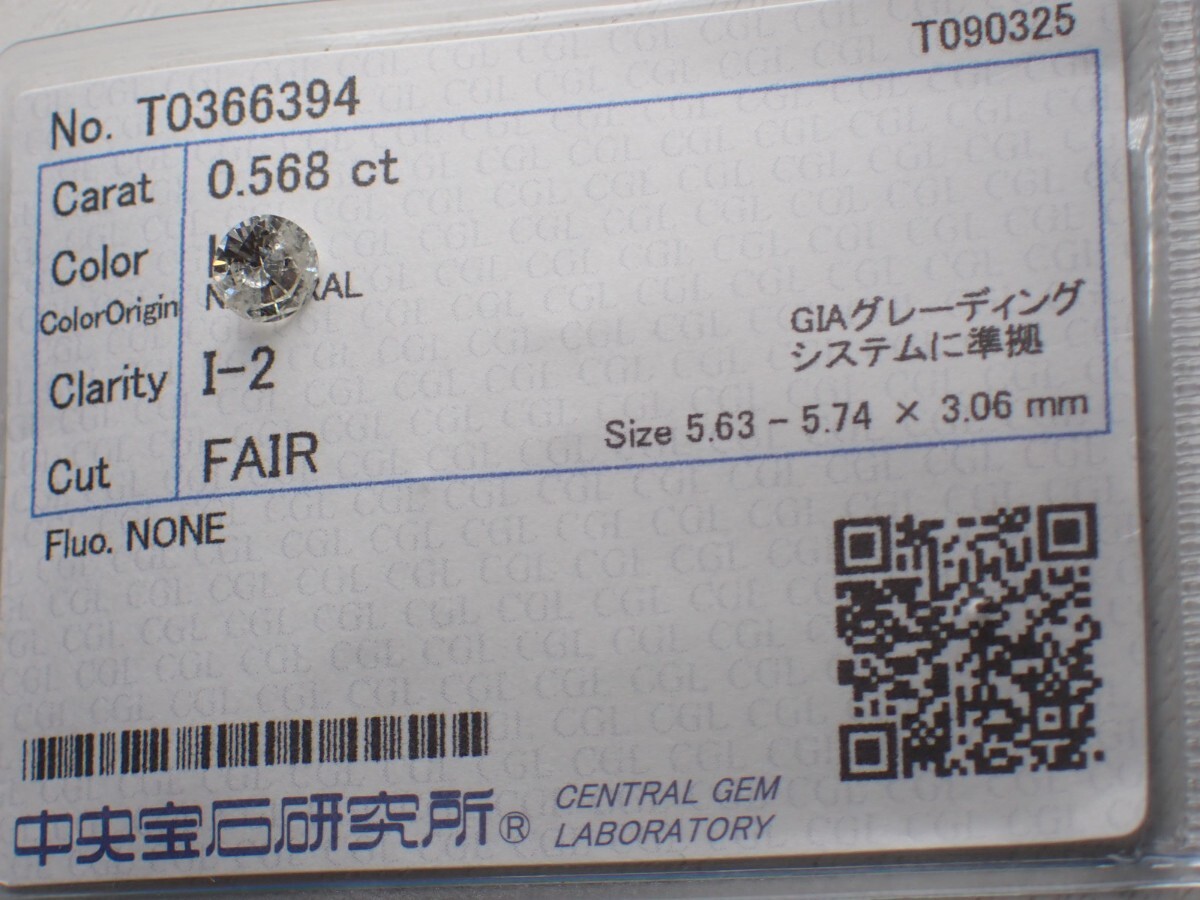 T090325
No. T0366394
Carat 0.568 ct
Color
ColorOrigin
Clarity I-2
Cut FAIR
GIAグレーディング
システムに準拠
Size 5.63 - 5.74 × 3.06 mm
Fluo. NONE
中央宝石研究所®
CENTRAL GEM
LABORATORY